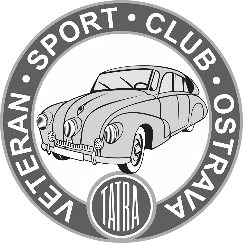 VETERAN • SPORT • CLUB • OSTRAVA
TATRA